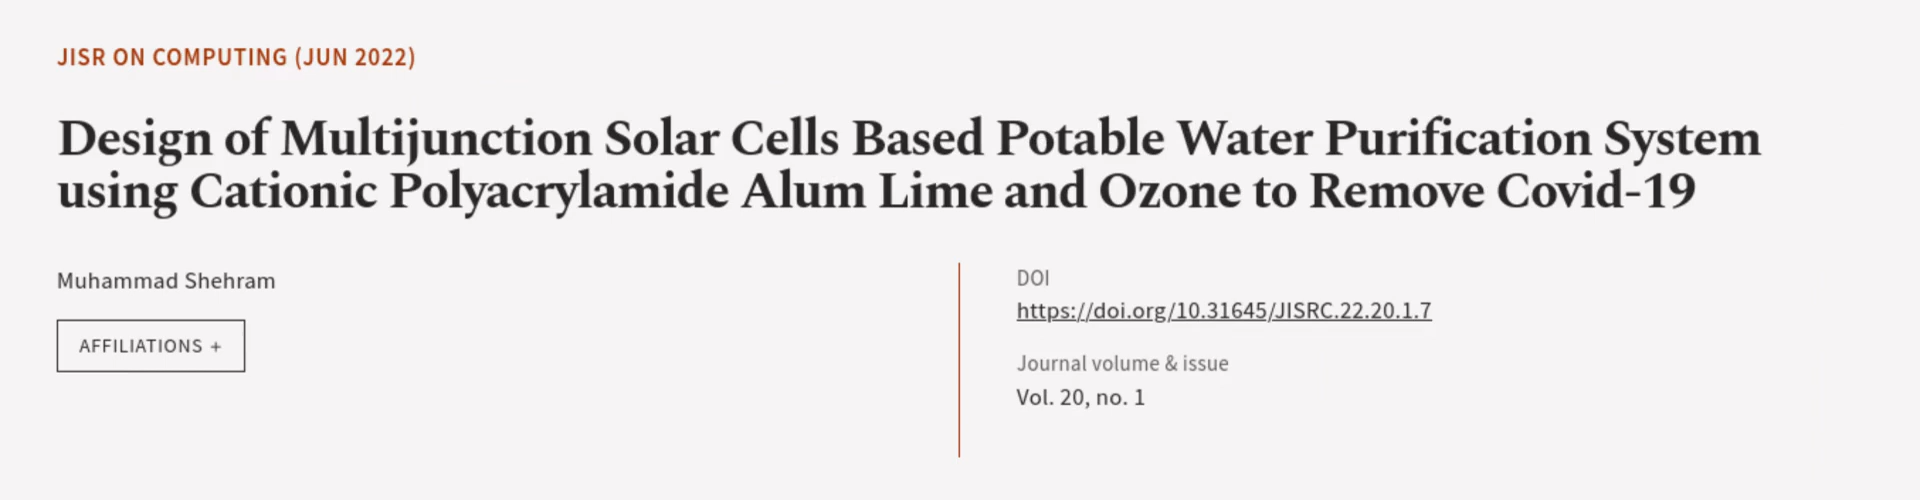 JISR ON COMPUTING (JUN 2022)
Design of Multijunction Solar Cells Based Potable Water Purification System
using Cationic Polyacrylamide Alum Lime and Ozone to Remove Covid-19
Muhammad Shehram
AFFILIATIONS +
DOI
https://doi.org/10.31645/JISRC.22.20.1.7
Journal volume & issue
Vol. 20, no. 1